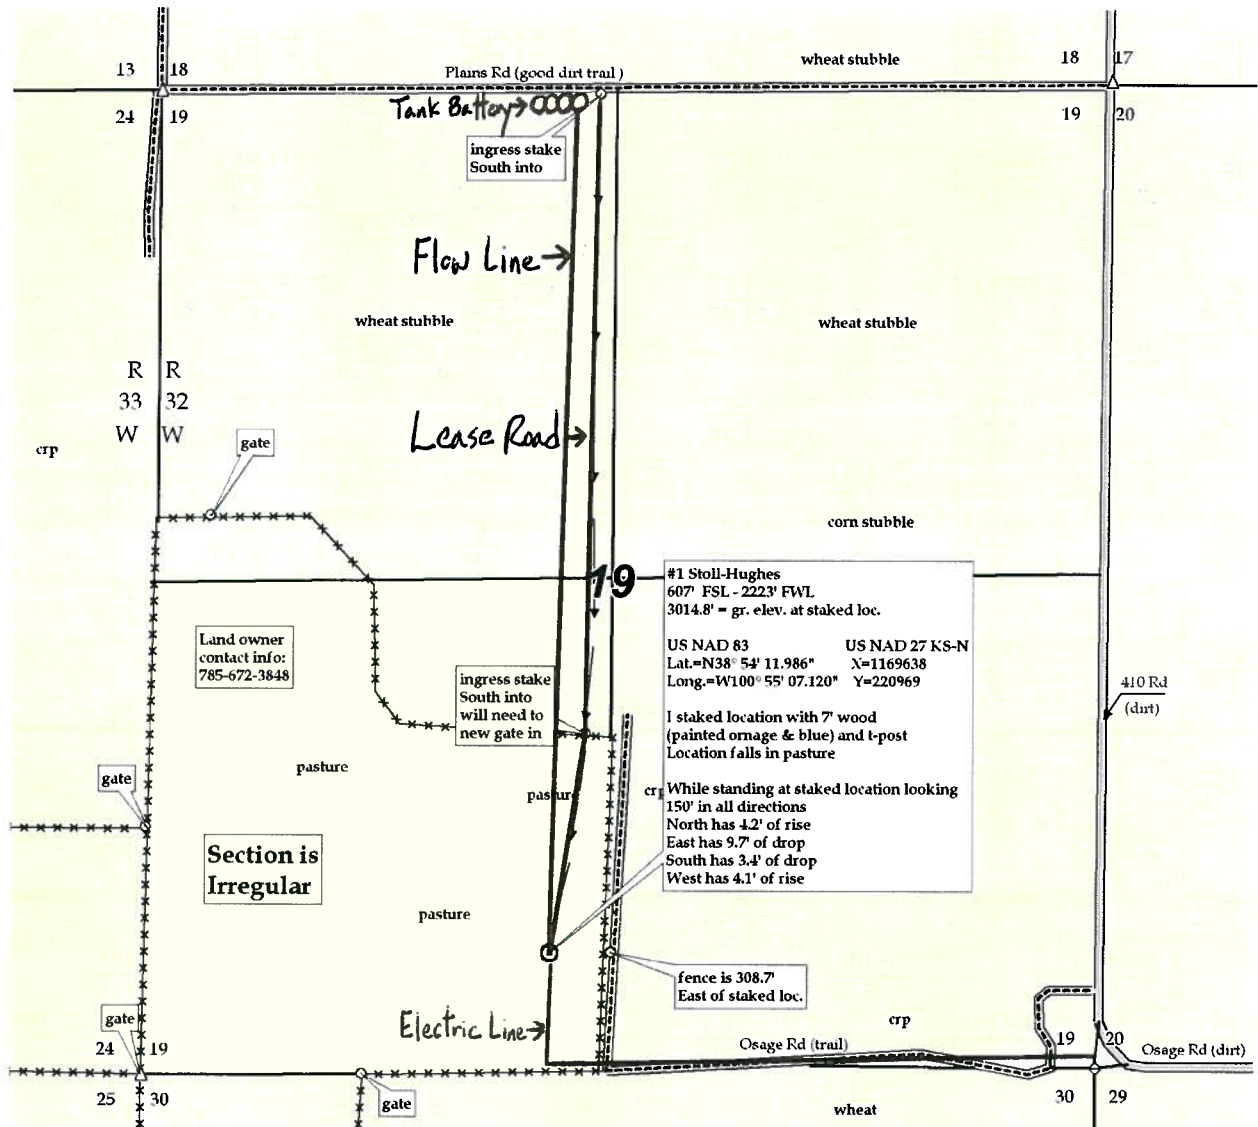 wheat stubble
13 18
18 17
Plains Rd (good dirt trail )
Tank Battery
24 19
19 20
ingress stake
South into
Flow Line
wheat stubble
wheat stubble
R R
33 32
W W
Lease Road
gate
crp
corn stubble
19
#1 Stoll-Hughes
607' FSL - 2223' FWL
3014.8' = gr. elev. at staked loc.
US NAD 83 US NAD 27 KS-N
Lat.=N38° 54' 11.986" X=1169638
Long.=W100° 55' 07.120" Y=220969
I staked location with 7' wood
(painted ornage & blue) and t-post
Location falls in pasture
While standing at staked location looking
150' in all directions
North has 4.2' of rise
East has 9.7' of drop
South has 3.4' of drop
West has 4.1' of rise
Land owner
contact info:
785-672-3848
ingress stake
South into
will need to
new gate in
410 Rd
(dirt)
pasture
gate
pasture
crp
Section is
Irregular
pasture
fence is 308.7'
East of staked loc.
Electric Line
gate
crp
24 19
Osage Rd (trail)
19 20
Osage Rd (dirt)
25 30
gate
30 29
wheat